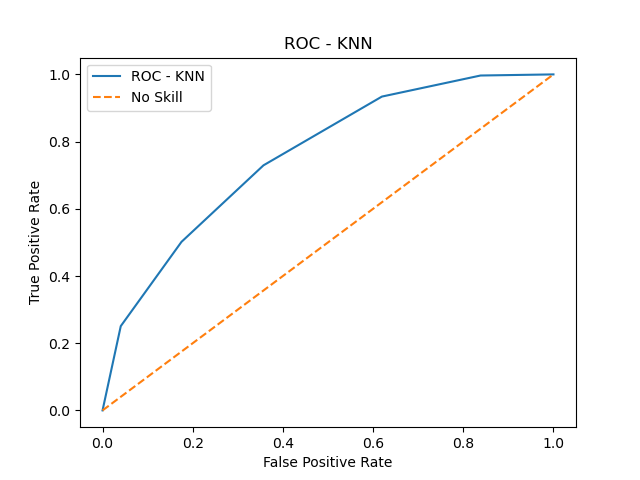 ROC - KNN
ROC - KNN
No Skill
True Positive Rate
1.0
0.8
0.6
0.4
0.2
0.0
0.0 0.2 0.4 0.6 0.8 1.0
False Positive Rate